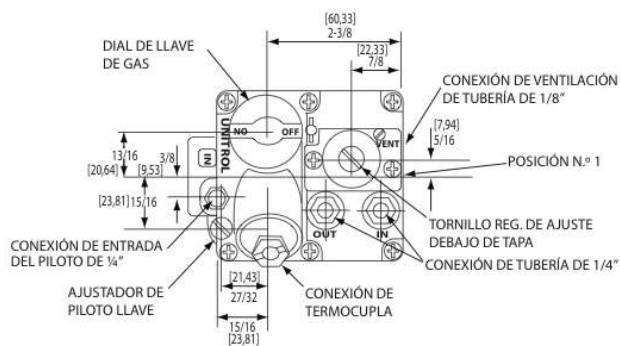 [60,33]
2-3/8
[22,33]
7/8
DIAL DE LLAVE
DE GAS
CONEXIÓN DE VENTILACIÓN
DE TUBERÍA DE 1/8”
[7,94]
5/16
UNITROL
NO
OFF
VENT
IN
13/16
[20,64]
3/8
[9,53]
POSICIÓN N.º 1
[23,81]
15/16
CONEXIÓN DE ENTRADA
DEL PILOTO DE ¼”
OUT
IN
TORNILLO REG. DE AJUSTE
DEBAJO DE TAPA
CONEXIÓN DE TUBERÍA DE 1/4”
AJUSTADOR DE
PILOTO LLAVE
[21,43]
27/32
CONEXIÓN DE
TERMOCUPLA
15/16
[23,81]